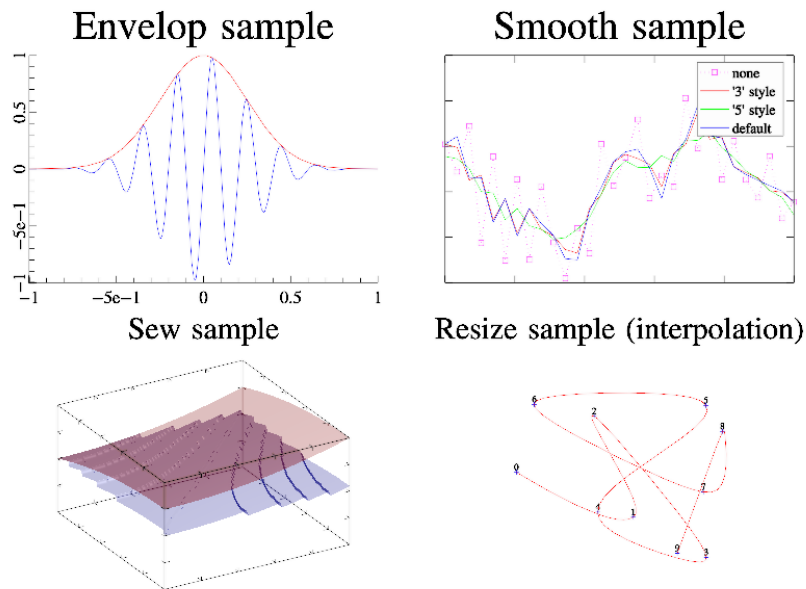 Envelop sample
Smooth sample
1
0.5
0
−5e−1
−1
−1
−5e−1
0
0.5
1
none
'3' style
'5' style
default
Sew sample
Resize sample (interpolation)
6
5
2
8
0
7
4
1
9
3